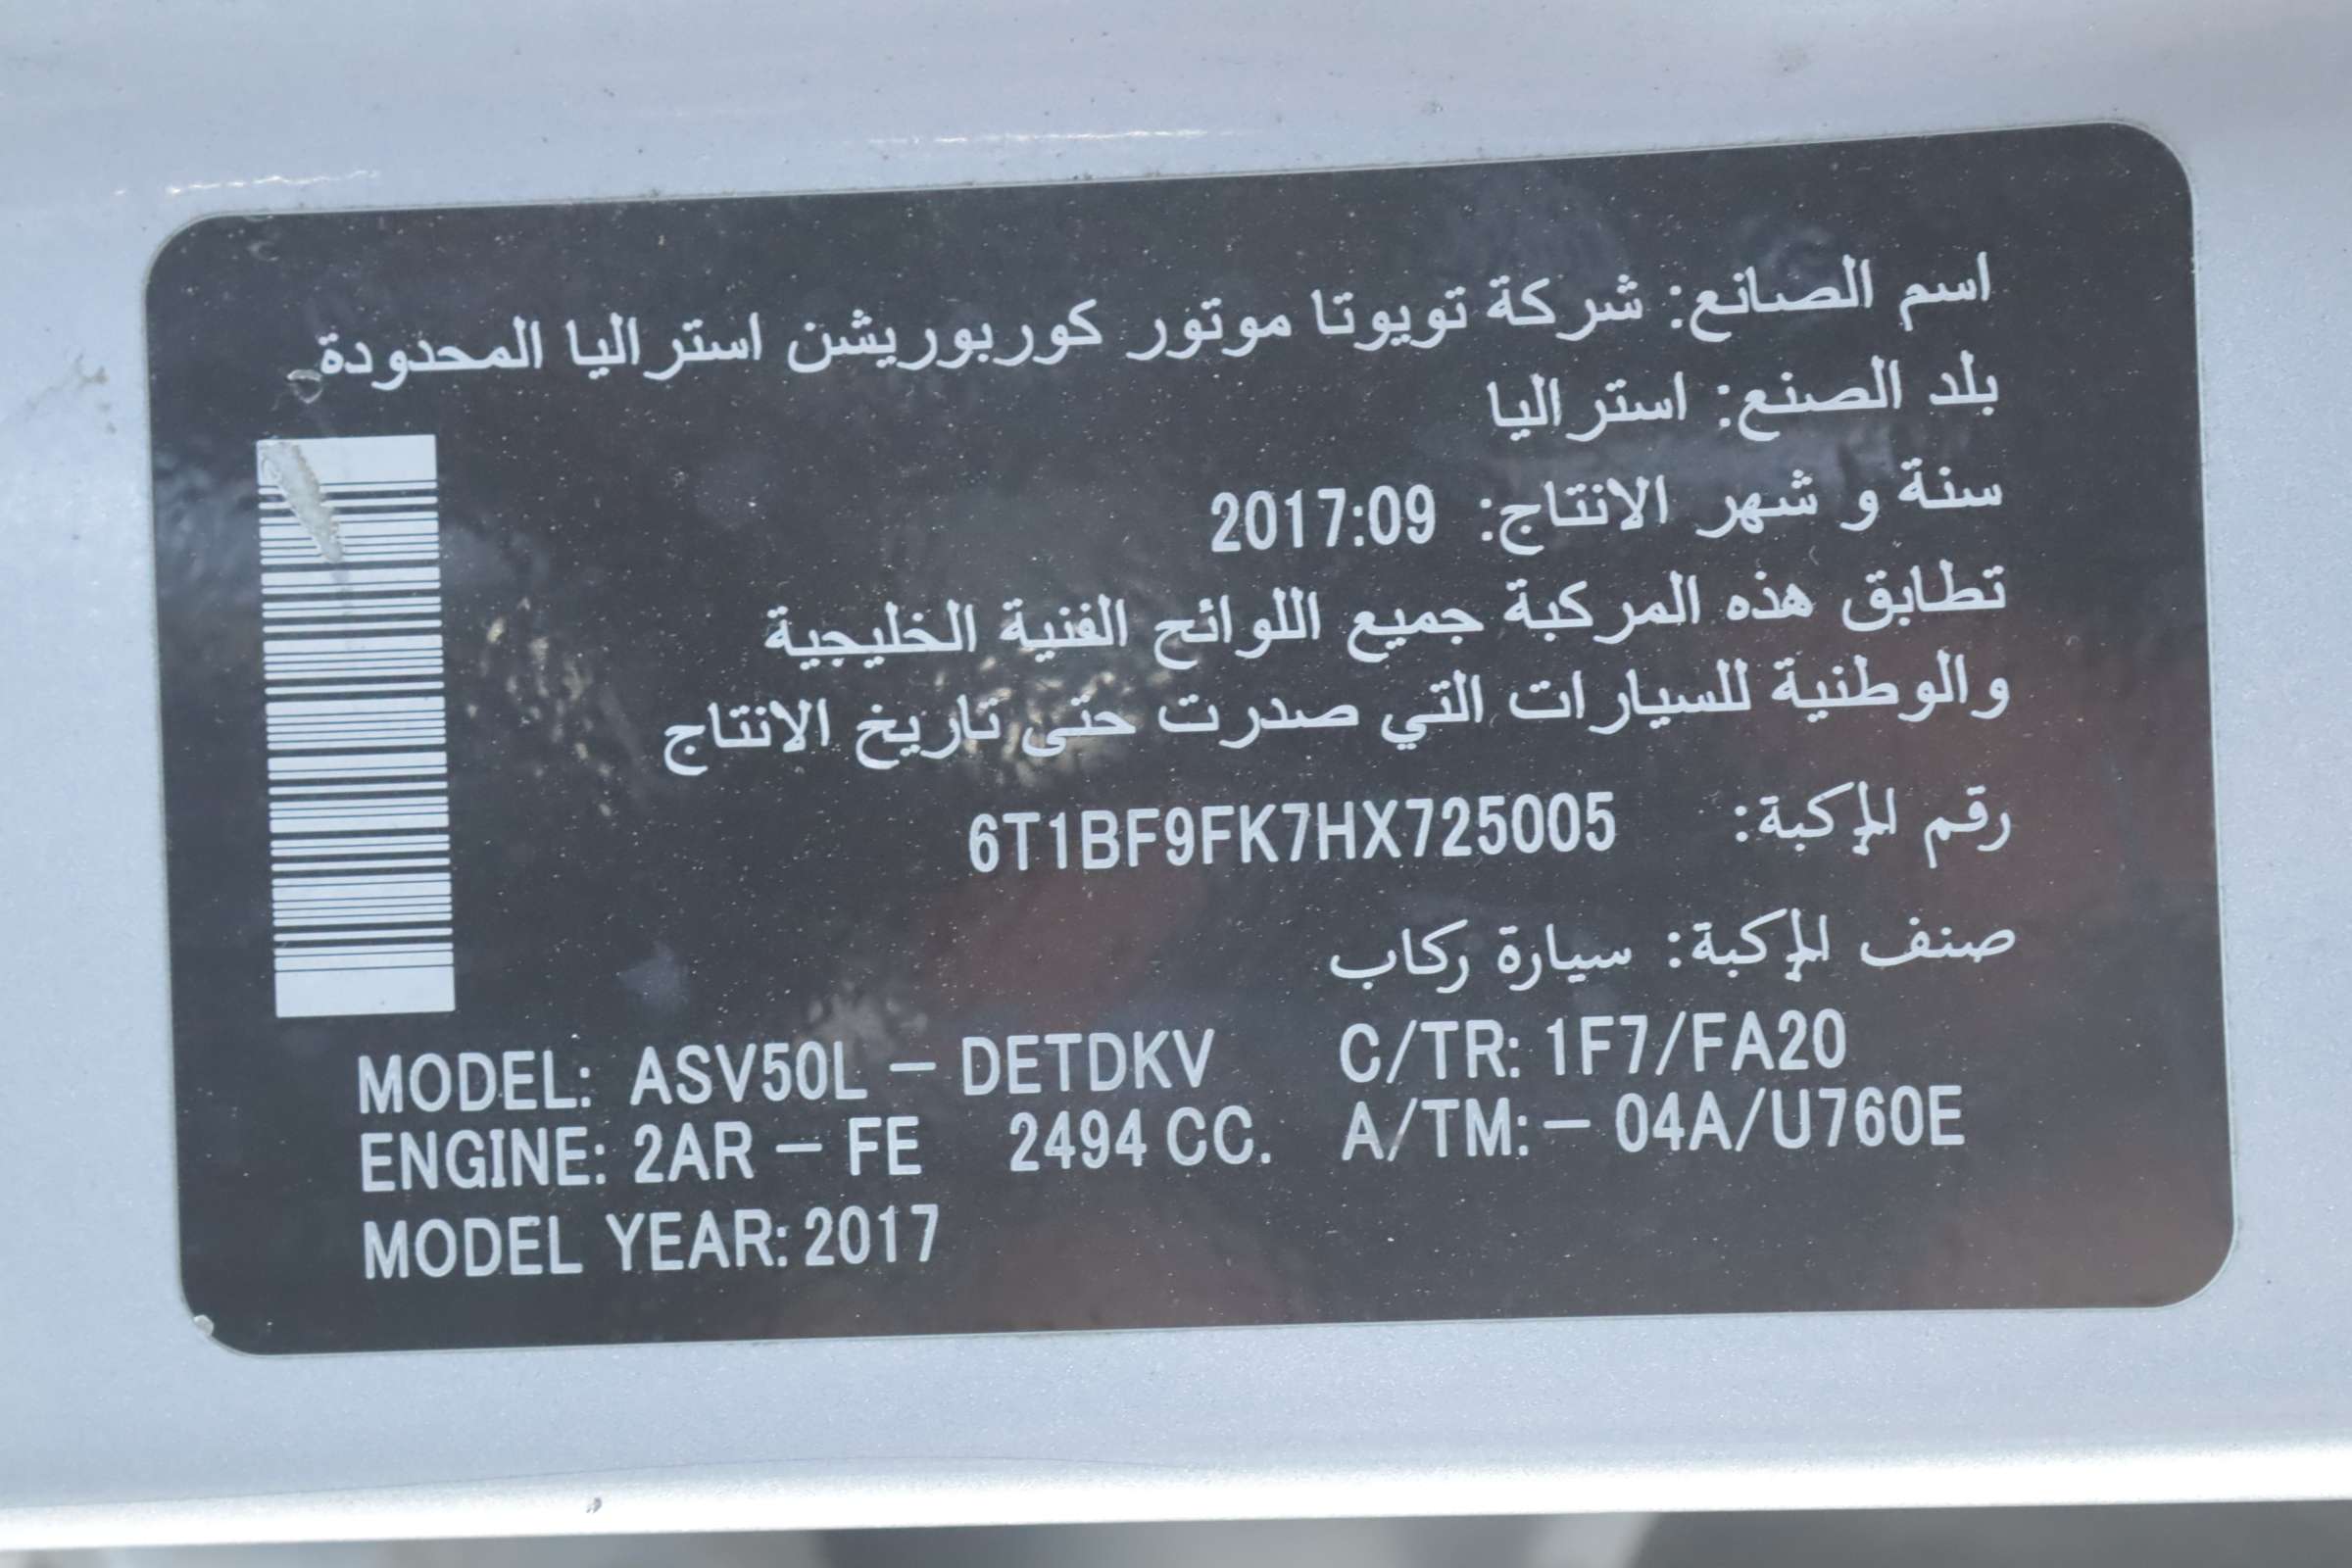 اسم الصانع: شركة تويوتا موتور كوربوريشن استراليا المحدودة
بلد الصنع: استراليا
سنة و شهر الانتاج: 2017:09
تطابق هذه المركبة جميع اللوائح الفنية الخليجية
والوطنية للسيارات التي صدرت حتى تاريخ الانتاج
رقم المركبة: 6T1BF9FK7HX725005
صنف المركبة: سيارة ركاب
MODEL: ASV50L – DETDKV C/TR: 1F7/FA20
ENGINE: 2AR – FE 2494 CC. A/TM: – 04A/U760E
MODEL YEAR: 2017